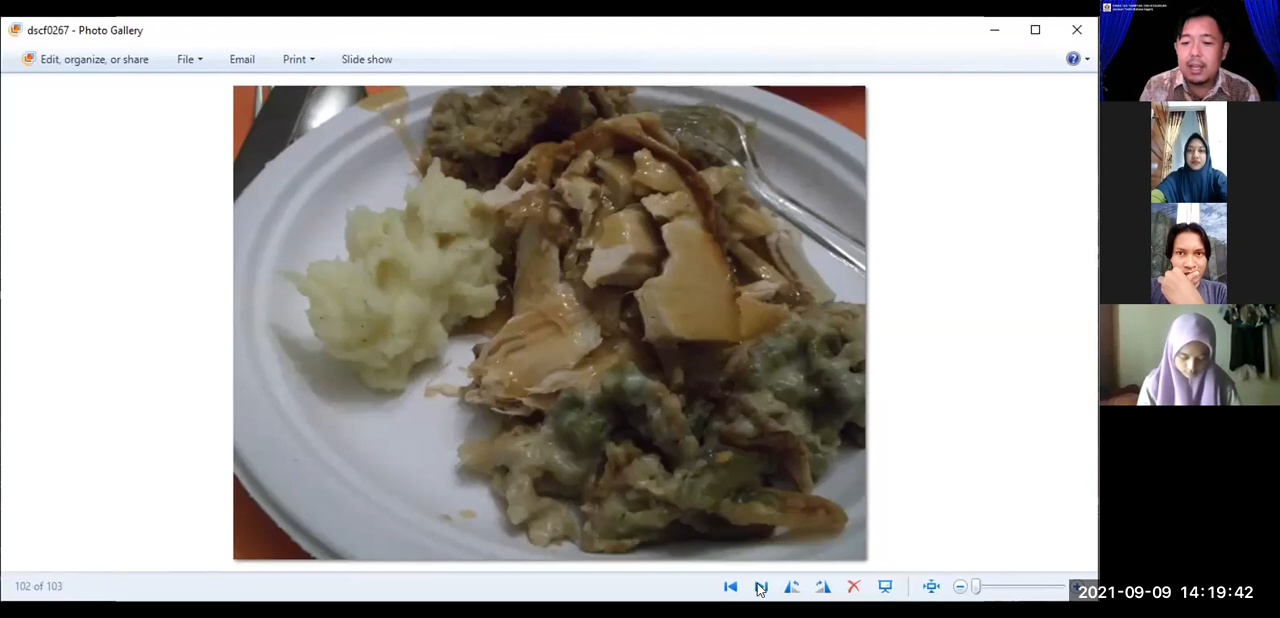 dscf0267 - Photo Gallery
Edit, organize, or share
File
Email
Print
Slide show
102 of 103
2021-09-09 14:19:42